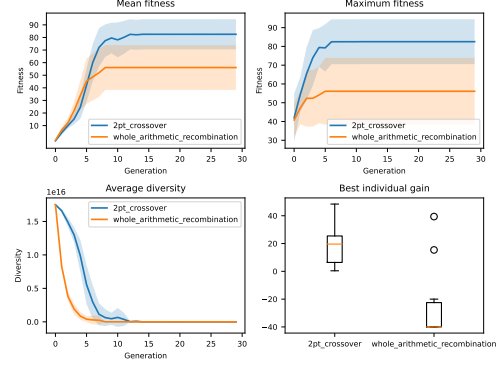 Mean fitness
Fitness
90
80
70
60
50
40
30
20
10
0 5 10 15 20 25 30
Generation
2pt_crossover
whole_arithmetic_recombination
Maximum fitness
Fitness
90
80
70
60
50
40
30
0 5 10 15 20 25 30
Generation
2pt_crossover
whole_arithmetic_recombination
Average diversity
1e16
Diversity
1.5
1.0
0.5
0.0
0 5 10 15 20 25 30
Generation
2pt_crossover
whole_arithmetic_recombination
Best individual gain
40
20
0
−20
−40
2pt_crossover whole_arithmetic_recombination